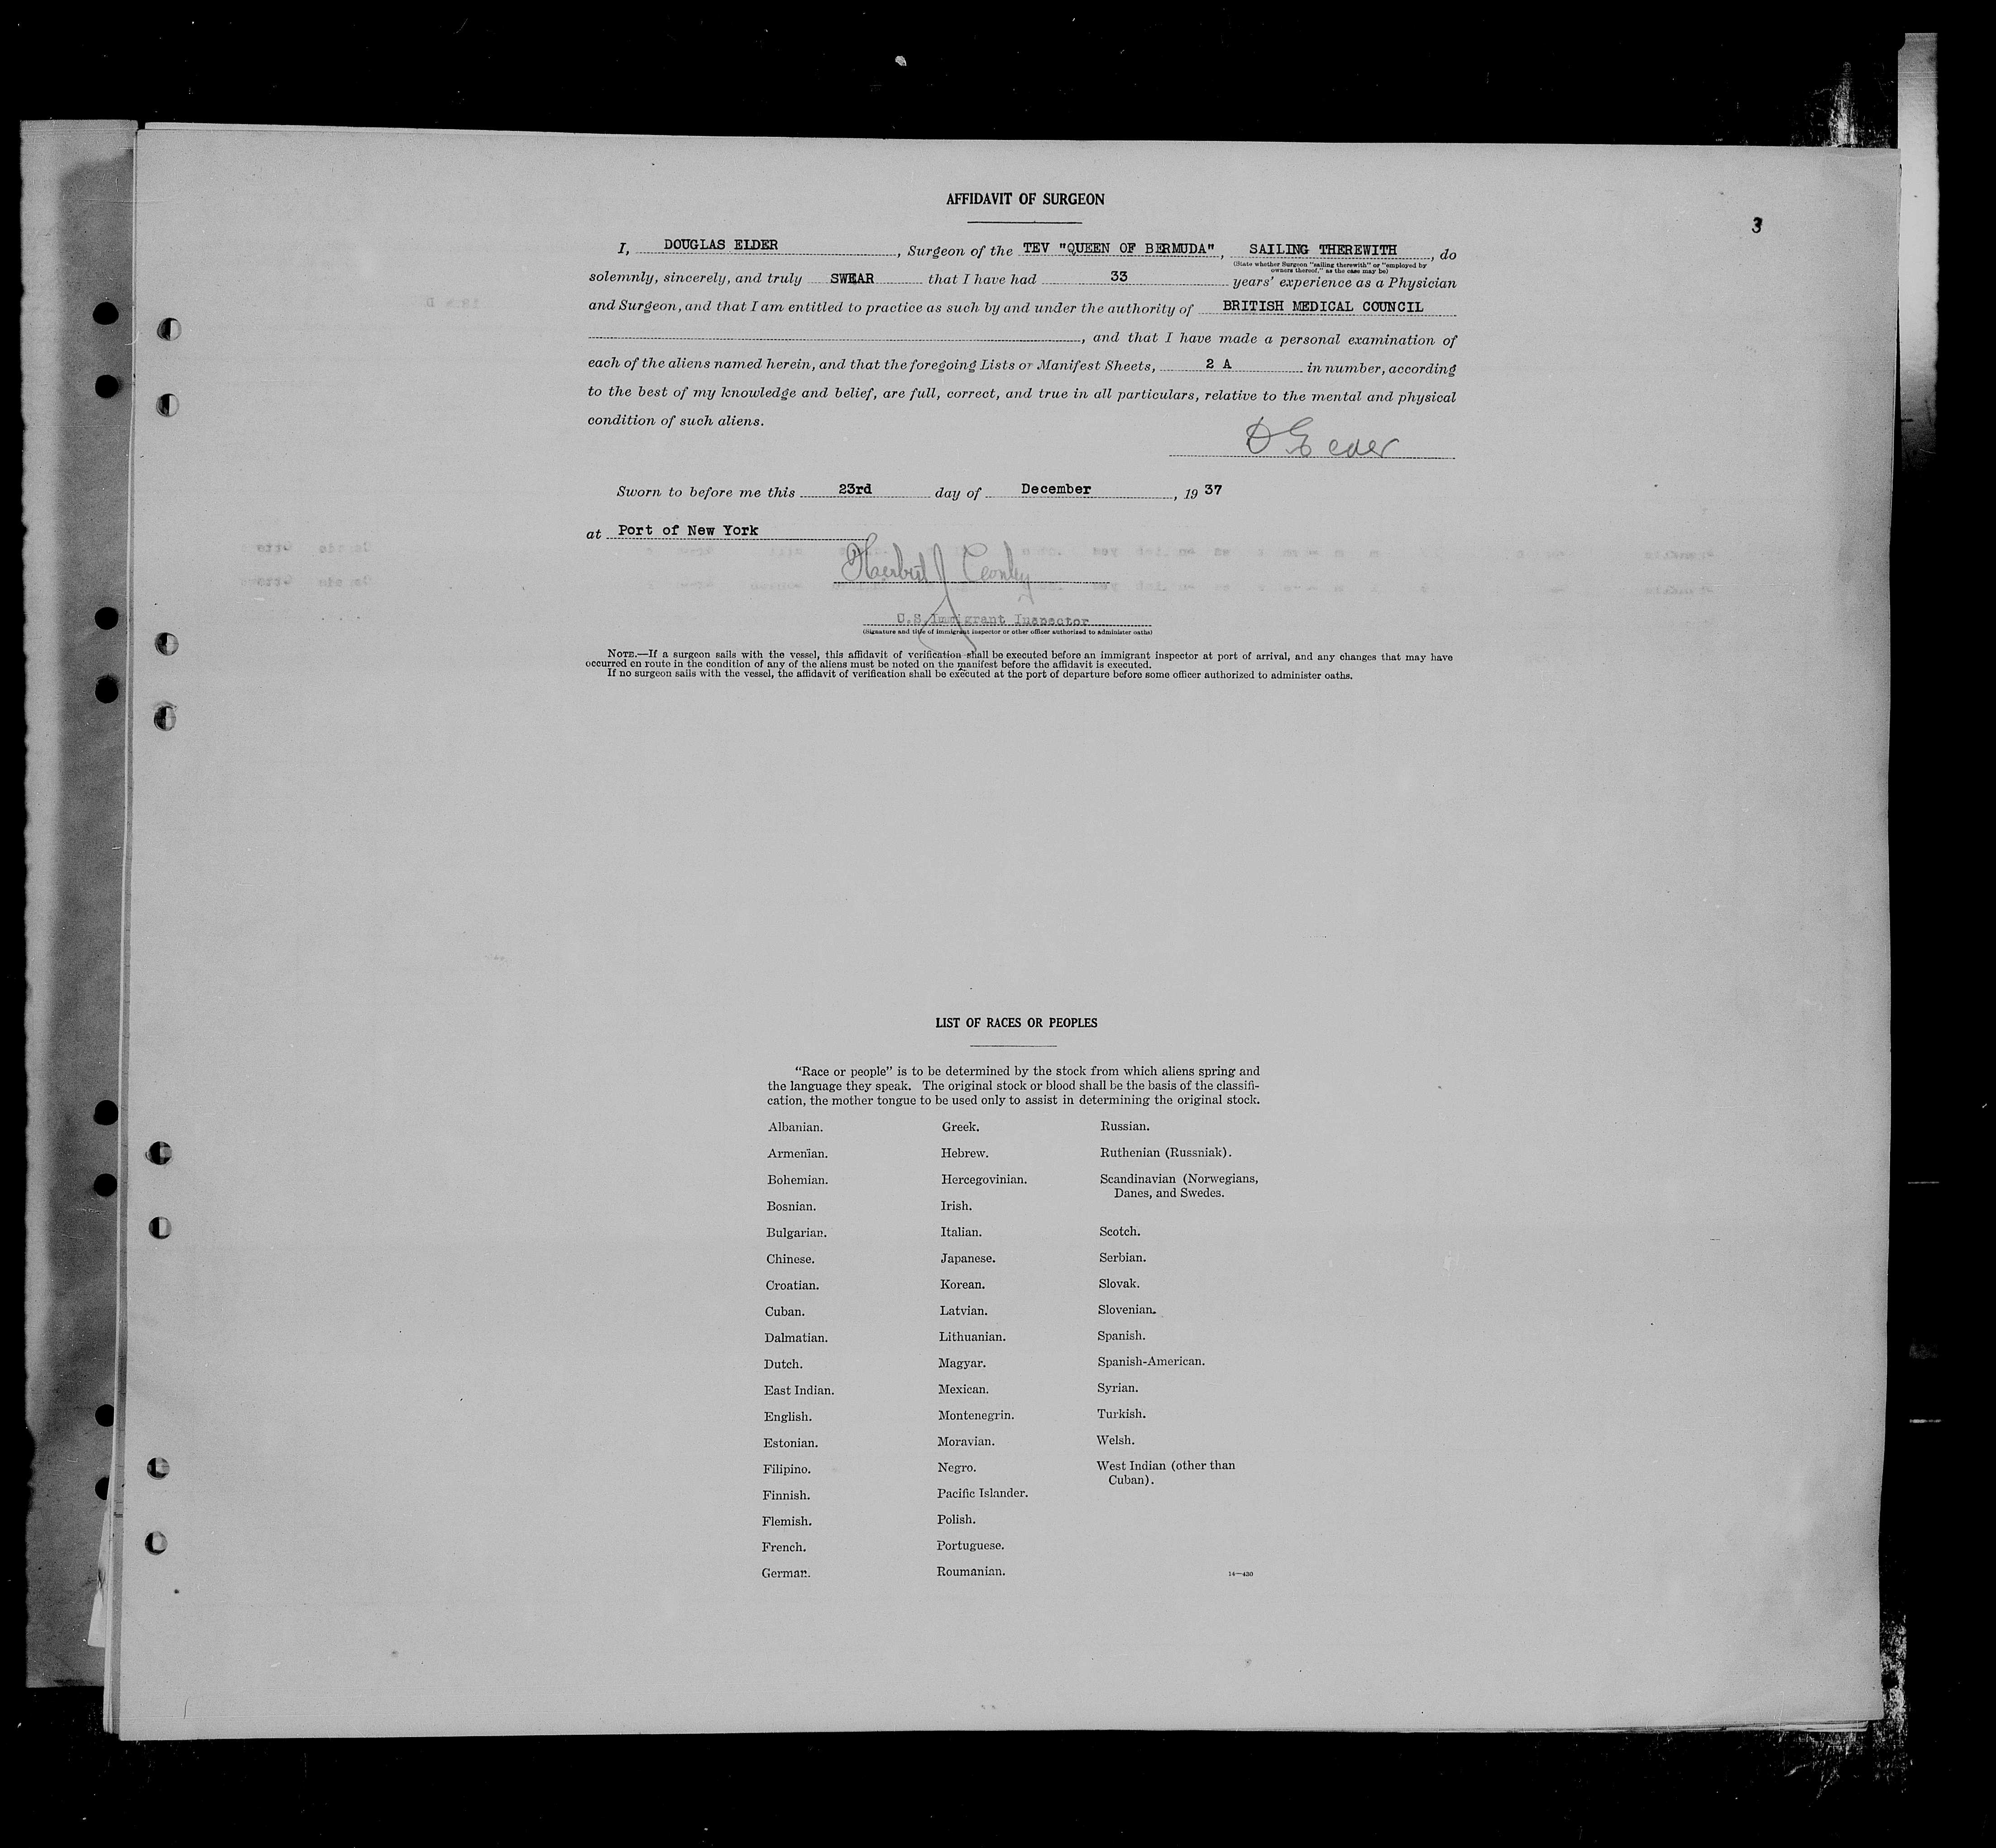 AFFIDAVIT OF SURGEON
3
I, DOUGLAS ELDER, Surgeon of the TEV "QUEEN OF BERMUDA", SAILING THEREWITH, do
(State whether Surgeon "sailing therewith" or "employed by
owners thereof," as the case may be)
solemnly, sincerely, and truly SWEAR that I have had 33 years' experience as a Physician
and Surgeon, and that I am entitled to practice as such by and under the authority of BRITISH MEDICAL COUNCIL
, and that I have made a personal examination of
each of the aliens named herein, and that the foregoing Lists or Manifest Sheets, 2 A in number, according
to the best of my knowledge and belief, are full, correct, and true in all particulars, relative to the mental and physical
condition of such aliens.
Sworn to before me this 23rd day of December, 19 37
at Port of New York
Herbert J
U.S. Immigrant Inspector
(Signature and title of immigrant inspector or other officer authorized to administer oaths)
NOTE.—If a surgeon sails with the vessel, this affidavit of verification shall be executed before an immigrant inspector at port of arrival, and any changes that may have
occurred en route in the condition of any of the aliens must be noted on the manifest before the affidavit is executed.
If no surgeon sails with the vessel, the affidavit of verification shall be executed at the port of departure before some officer authorized to administer oaths.
LIST OF RACES OR PEOPLES
"Race or people" is to be determined by the stock from which aliens spring and
the language they speak. The original stock or blood shall be the basis of the classifi-
cation, the mother tongue to be used only to assist in determining the original stock.
Albanian.
Armenian.
Bohemian.
Bosnian.
Bulgarian.
Chinese.
Croatian.
Cuban.
Dalmatian.
Dutch.
East Indian.
English.
Estonian.
Filipino.
Finnish.
Flemish.
French.
German.
Greek.
Hebrew.
Hercegovinian.
Irish.
Italian.
Japanese.
Korean.
Latvian.
Lithuanian.
Magyar.
Mexican.
Montenegrin.
Moravian.
Negro.
Pacific Islander.
Polish.
Portuguese.
Roumanian.
Russian.
Ruthenian (Russniak).
Scandinavian (Norwegians,
Danes, and Swedes.
Scotch.
Serbian.
Slovak.
Slovenian.
Spanish.
Spanish-American.
Syrian.
Turkish.
Welsh.
West Indian (other than
Cuban).
14—430